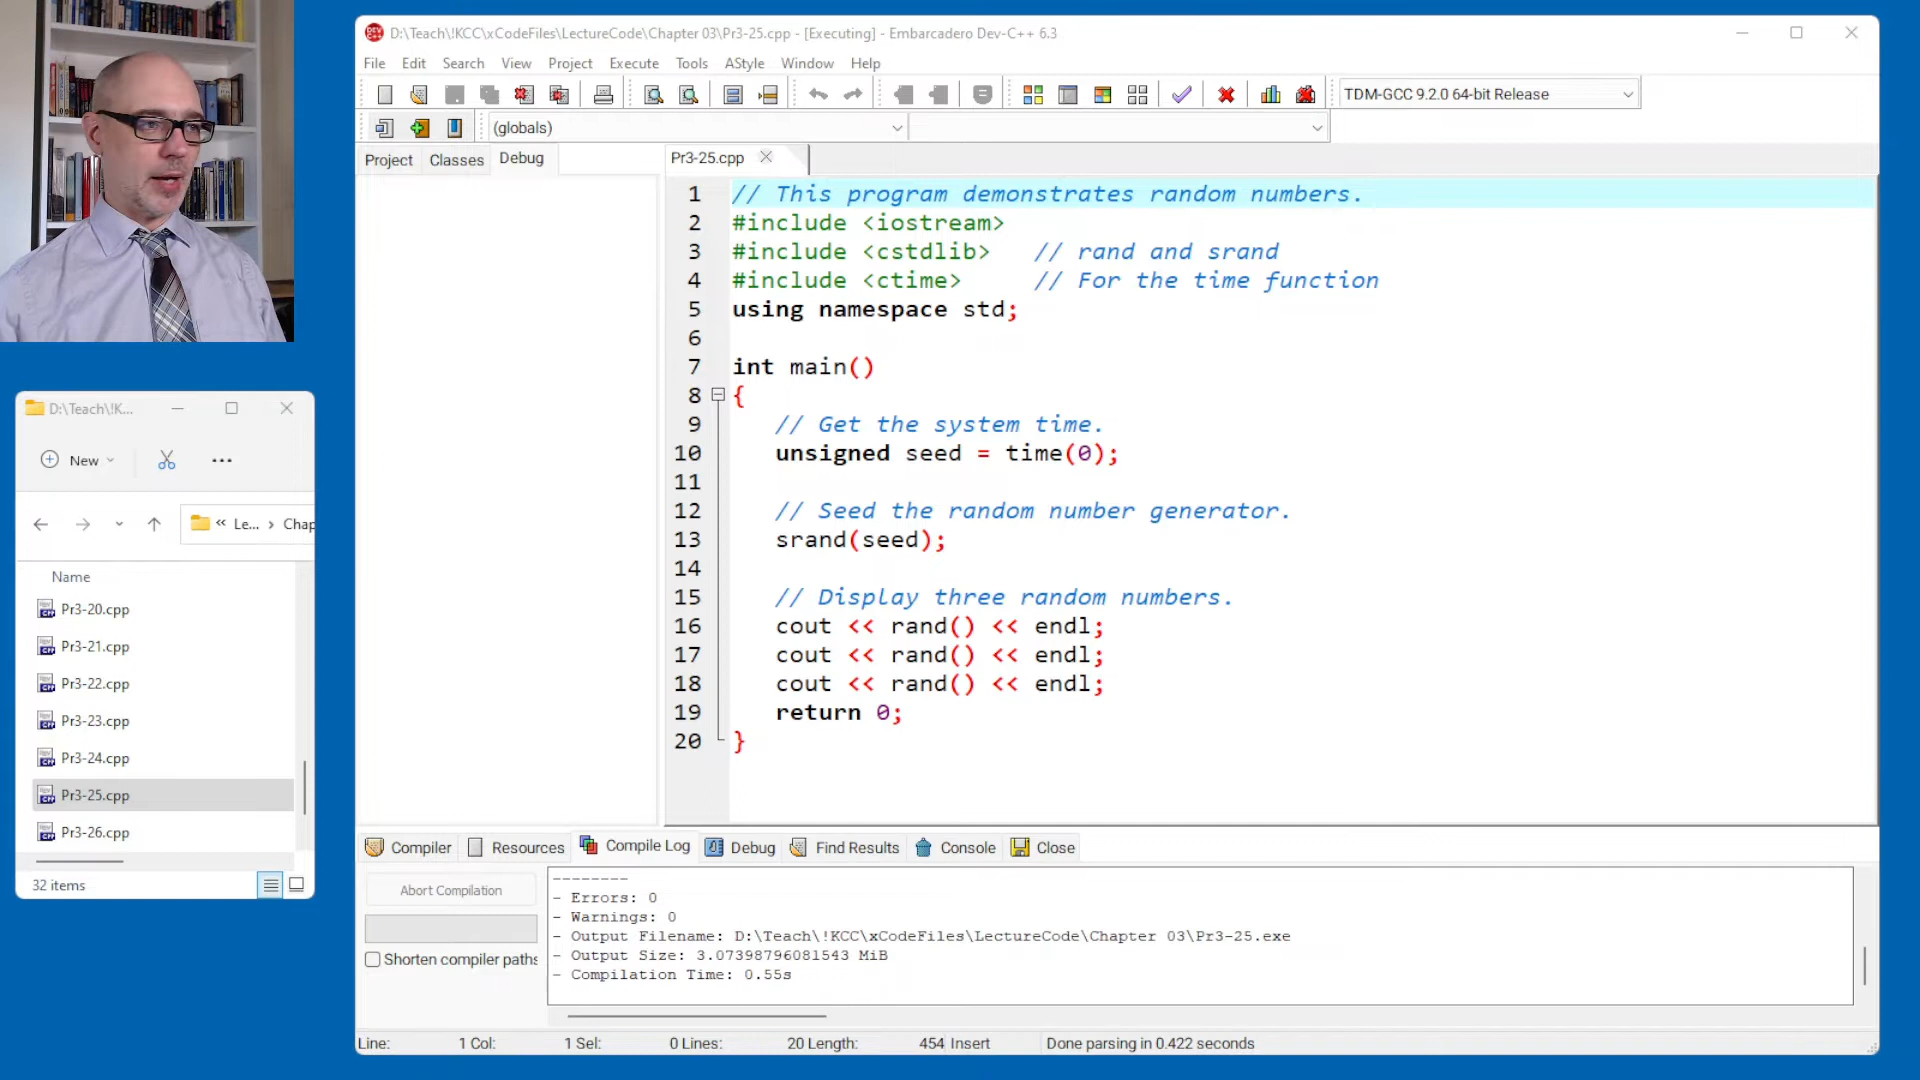 D:\Teach\!KCC\xCodeFiles\LectureCode\Chapter 03\Pr3-25.cpp - [Executing] - Embarcadero Dev-C++ 6.3
File Edit Search View Project Execute Tools AStyle Window Help
TDM-GCC 9.2.0 64-bit Release
(globals)
Project Classes Debug
Pr3-25.cpp
1 // This program demonstrates random numbers.
2 #include <iostream>
3 #include <cstdlib> // rand and srand
4 #include <ctime> // For the time function
5 using namespace std;
6
7 int main()
8 {
9 // Get the system time.
10 unsigned seed = time(0);
11
12 // Seed the random number generator.
13 srand(seed);
14
15 // Display three random numbers.
16 cout << rand() << endl;
17 cout << rand() << endl;
18 cout << rand() << endl;
19 return 0;
20 }
D:\Teach\!K...
New
« Le... > Chap
Name
Pr3-20.cpp
Pr3-21.cpp
Pr3-22.cpp
Pr3-23.cpp
Pr3-24.cpp
Pr3-25.cpp
Pr3-26.cpp
32 items
Compiler Resources Compile Log Debug Find Results Console Close
Abort Compilation
Shorten compiler paths
--------
- Errors: 0
- Warnings: 0
- Output Filename: D:\Teach\!KCC\xCodeFiles\LectureCode\Chapter 03\Pr3-25.exe
- Output Size: 3.07398796081543 MiB
- Compilation Time: 0.55s
Line: 1 Col: 1 Sel: 0 Lines: 20 Length: 454 Insert Done parsing in 0.422 seconds